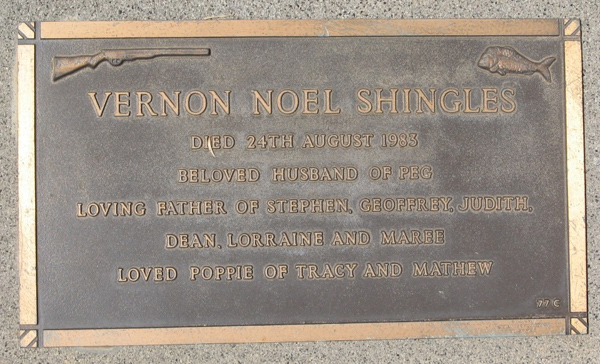 VERNON NOEL SHINGLES
DIED 24TH AUGUST 1983
BELOVED HUSBAND OF PEG
LOVING FATHER OF STEPHEN, GEOFFREY, JUDITH,
DEAN, LORRAINE AND MAREE
LOVED POPPIE OF TRACY AND MATHEW
77 C